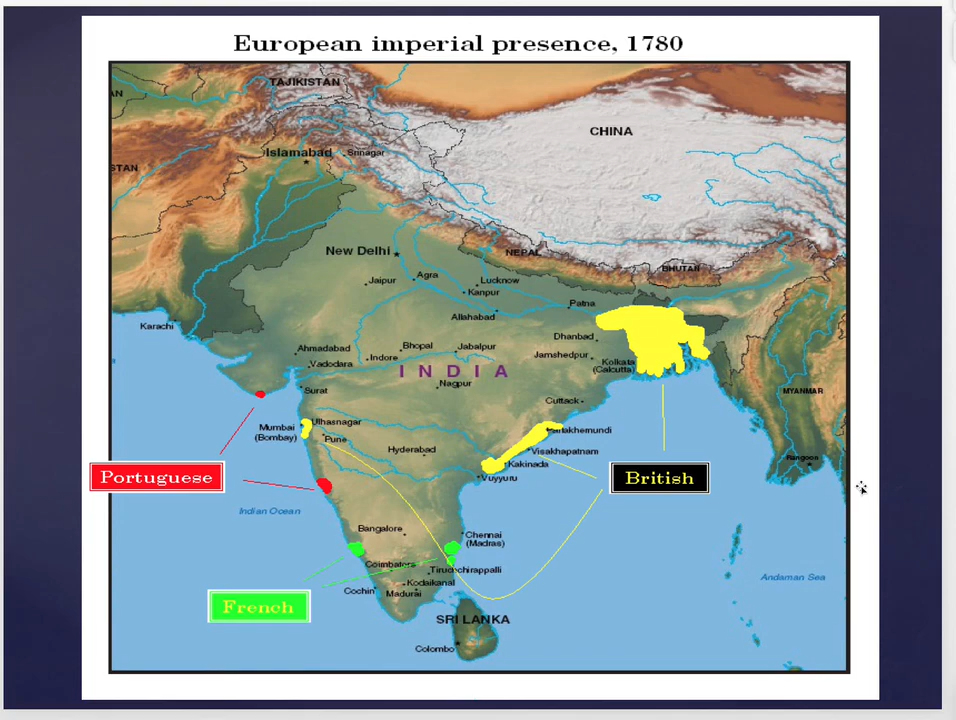 European imperial presence, 1780
TAJIKISTAN
AN
CHINA
Islamabad
Srinagar
STAN
New Delhi
NEPAL
BHUTAN
Agra
Jaipur
Lucknow
Kanpur
Patna
Allahabad
Karachi
Dhanbad
Ahmadabad
Bhopal
Jabalpur
Jamshedpur
Indore
Kolkata
(Calcutta)
Vadodara
INDIA
Nagpur
MYANMAR
Surat
Cuttack
Ulhasnagar
Mumbai
(Bombay)
Pune
Hyderabad
Visakhapatnam
Rangoon
Kakinada
Vuyyuru
Portuguese
British
Indian Ocean
Bangalore
Chennai
(Madras)
Coimbatore
Tiruchchirappalli
Andaman Sea
Kodaikanal
Cochin
Madurai
French
SRI LANKA
Colombo